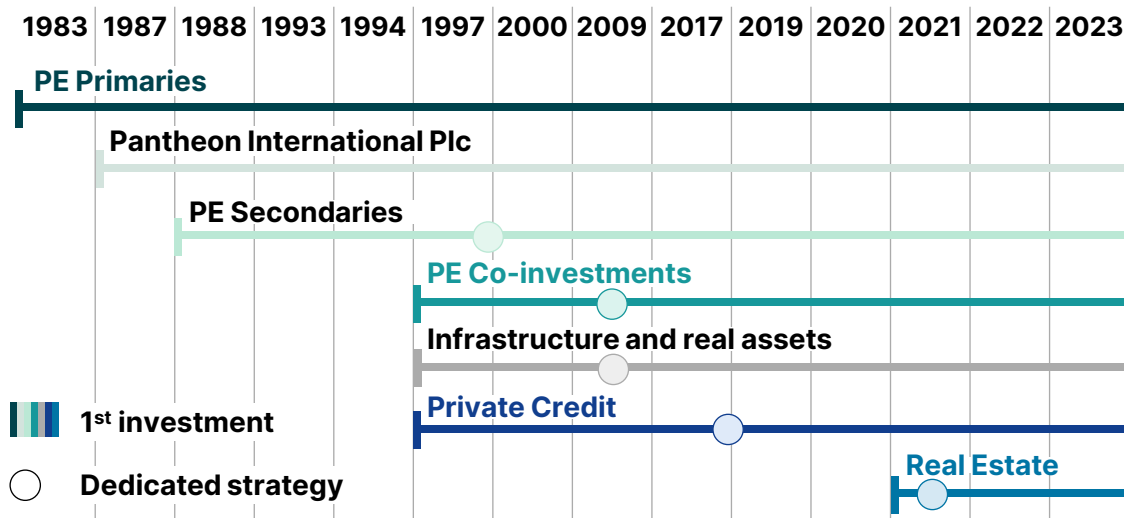 1983 1987 1988 1993 1994 1997 2000 2009 2017 2019 2020 2021 2022 2023
PE Primaries
Pantheon International Plc
PE Secondaries
PE Co-investments
Infrastructure and real assets
Private Credit
1st investment
Real Estate
Dedicated strategy